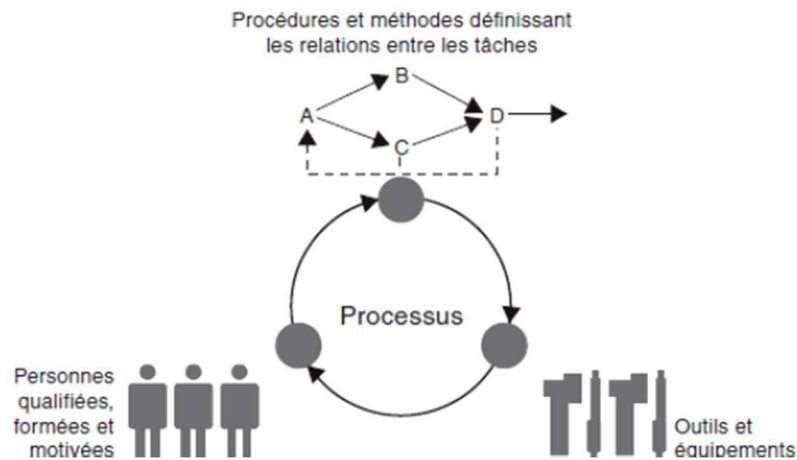 Procédures et méthodes définissant
les relations entre les tâches
B
A
D
C
Processus
Personnes
qualifiées,
formées et
motivées
Outils et
équipements